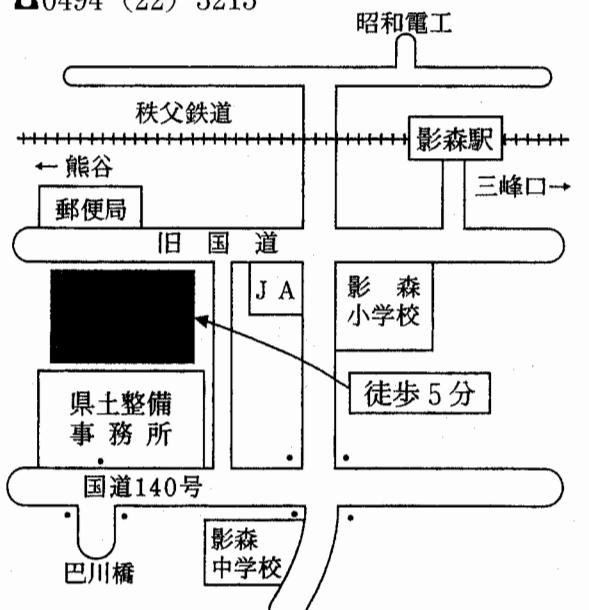 ☎0494（22）3215
昭和電工
秩父鉄道
影森駅
←熊谷
三峰口→
郵便局
旧国道
JA
影森
小学校
徒歩5分
県土整備
事務所
国道140号
影森
中学校
巴川橋